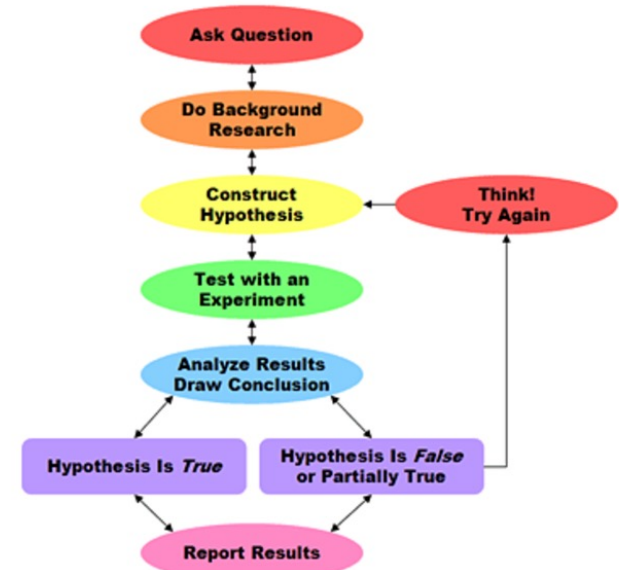 Ask Question
Do Background
Research
Construct
Hypothesis
Think!
Try Again
Test with an
Experiment
Analyze Results
Draw Conclusion
Hypothesis Is True
Hypothesis Is False
or Partially True
Report Results